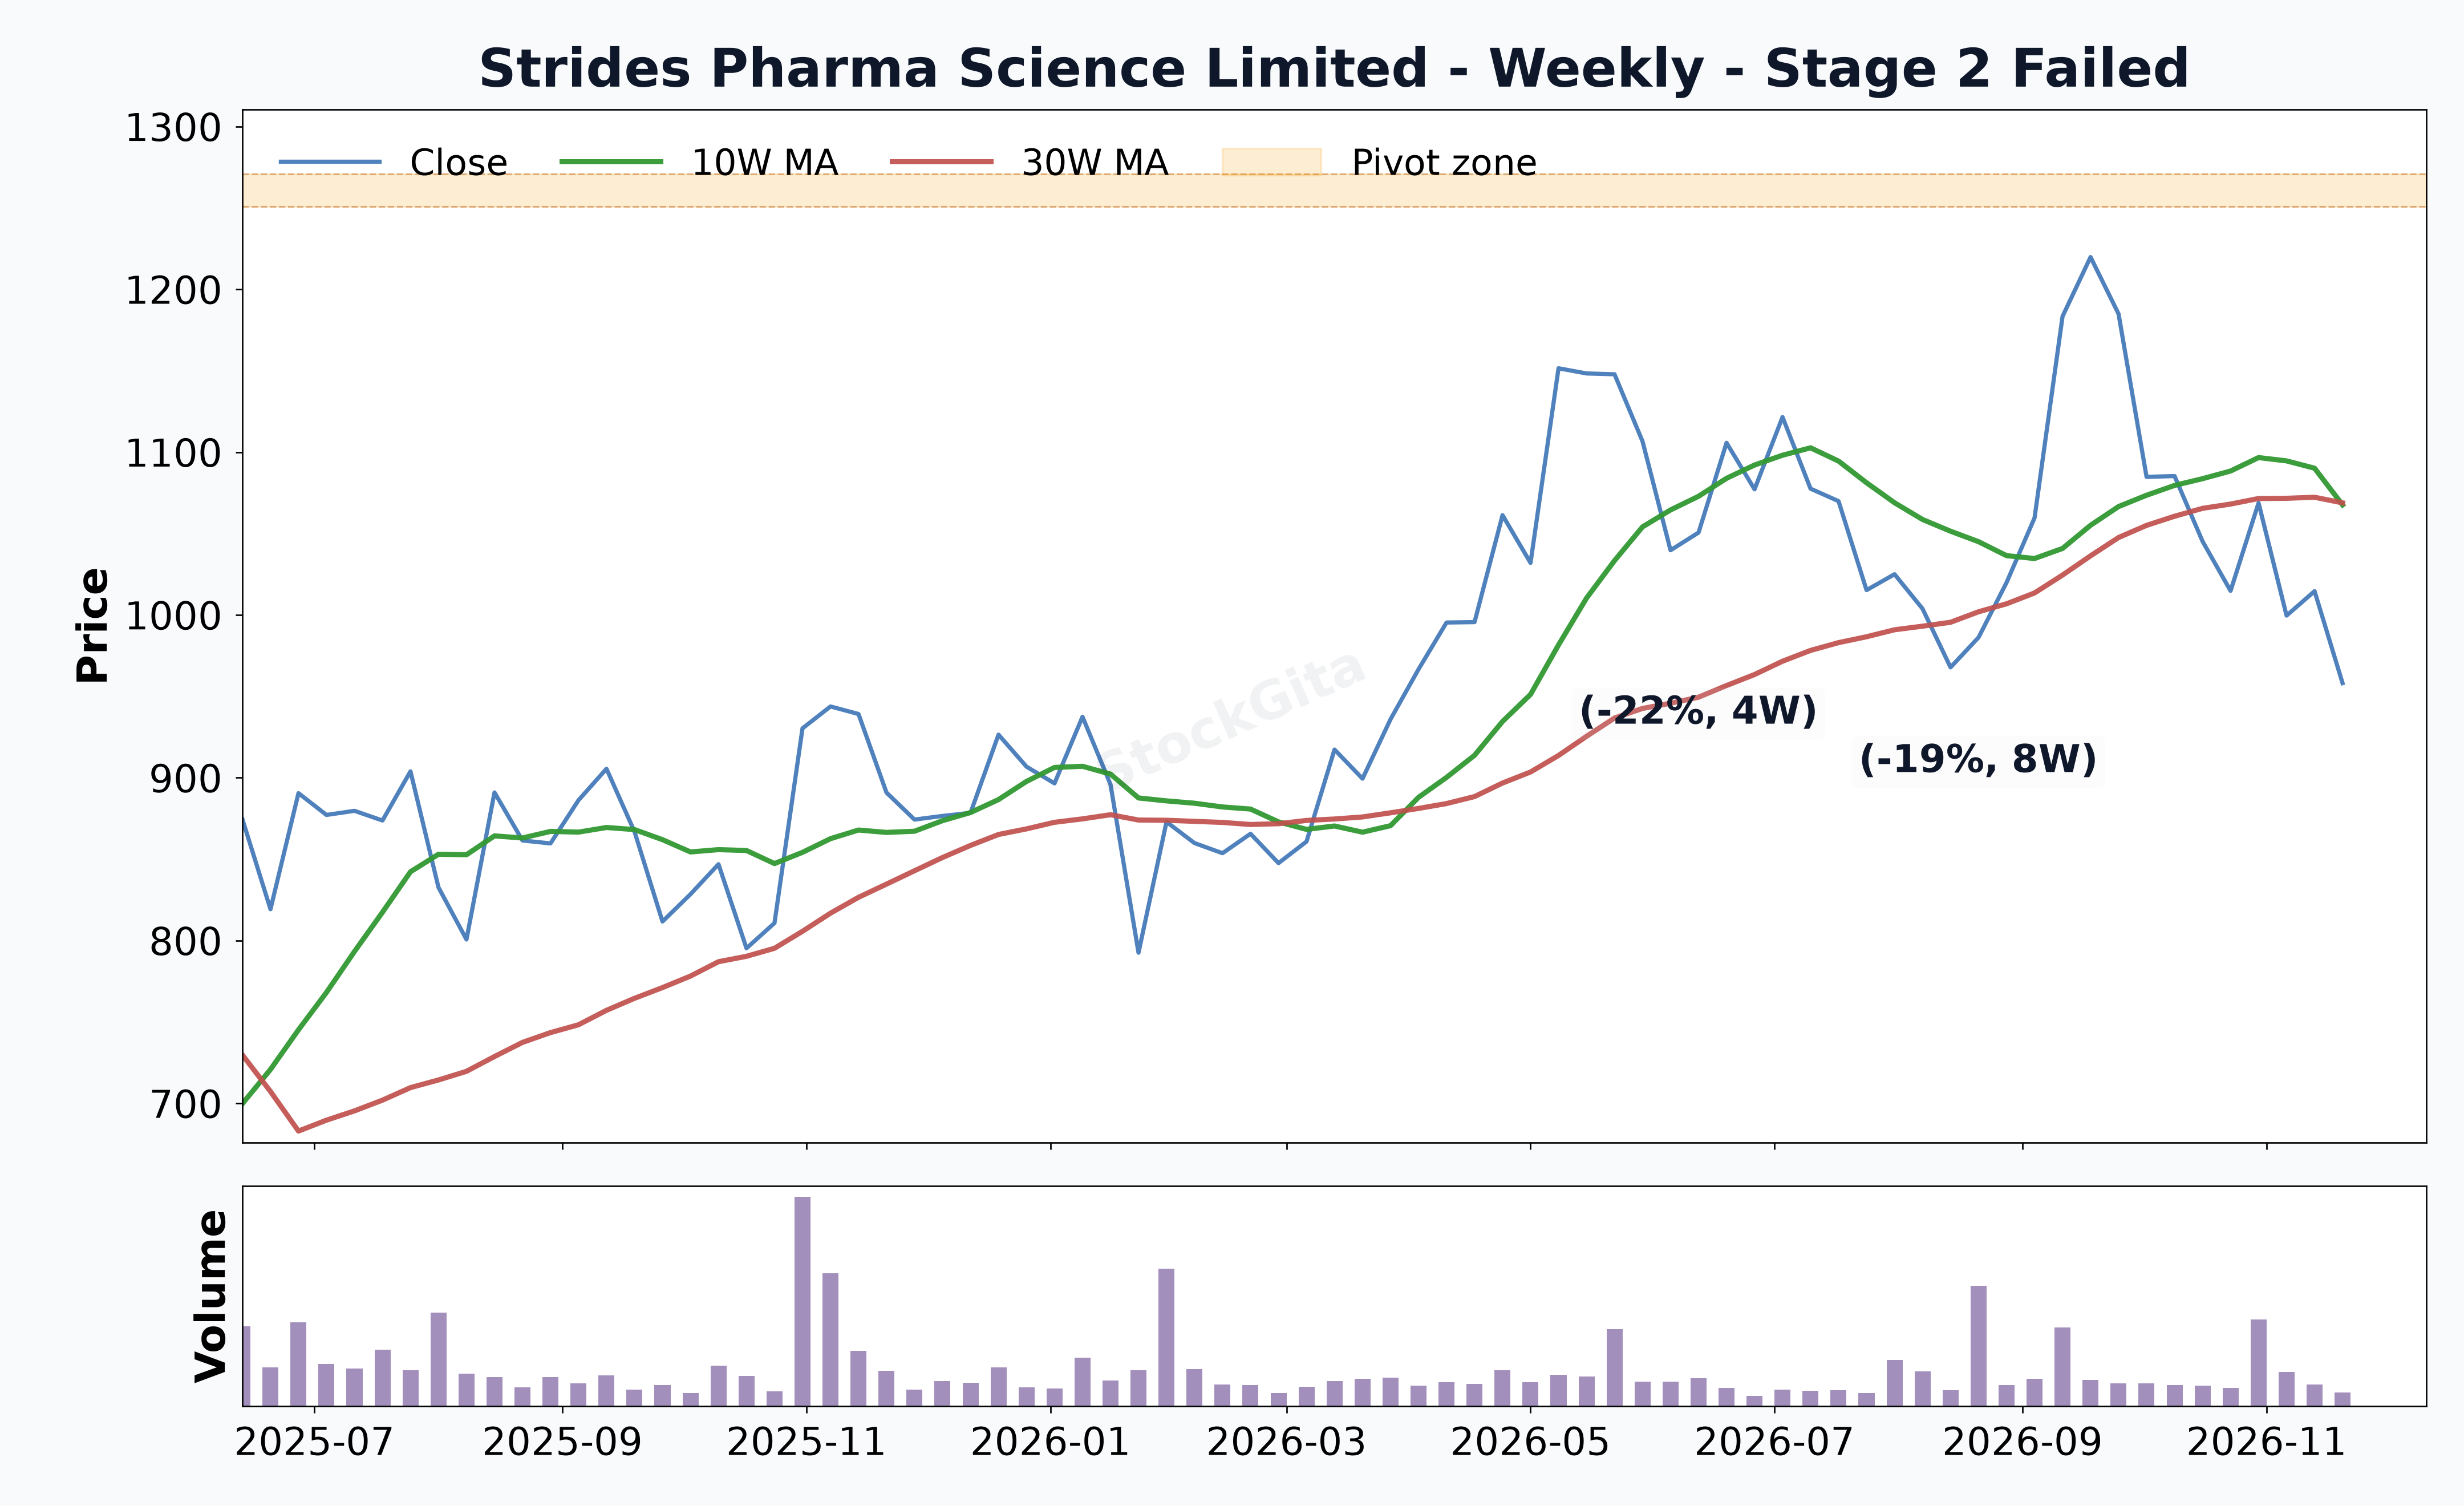 Strides Pharma Science Limited - Weekly - Stage 2 Failed
Close 10W MA 30W MA Pivot zone
Price
1300
1200
1100
1000
900
800
700
StockGita
(-22%, 4W)
(-19%, 8W)
Volume
2025-07 2025-09 2025-11 2026-01 2026-03 2026-05 2026-07 2026-09 2026-11